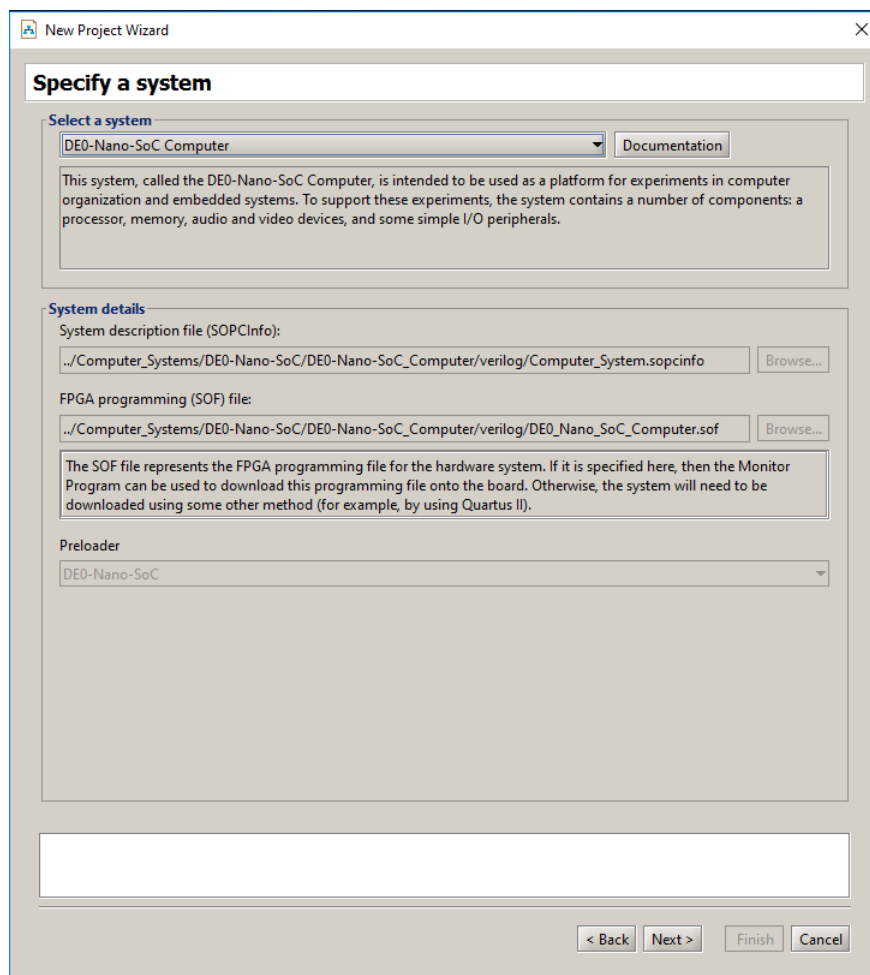 New Project Wizard
Specify a system
Select a system
DE0-Nano-SoC Computer
Documentation
This system, called the DE0-Nano-SoC Computer, is intended to be used as a platform for experiments in computer
organization and embedded systems. To support these experiments, the system contains a number of components: a
processor, memory, audio and video devices, and some simple I/O peripherals.
System details
System description file (SOPCInfo):
../Computer_Systems/DE0-Nano-SoC/DE0-Nano-SoC_Computer/verilog/Computer_System.sopcinfo
Browse...
FPGA programming (SOF) file:
../Computer_Systems/DE0-Nano-SoC/DE0-Nano-SoC_Computer/verilog/DE0_Nano_SoC_Computer.sof
Browse...
The SOF file represents the FPGA programming file for the hardware system. If it is specified here, then the Monitor
Program can be used to download this programming file onto the board. Otherwise, the system will need to be
downloaded using some other method (for example, by using Quartus II).
Preloader
DE0-Nano-SoC
< Back
Next >
Finish
Cancel